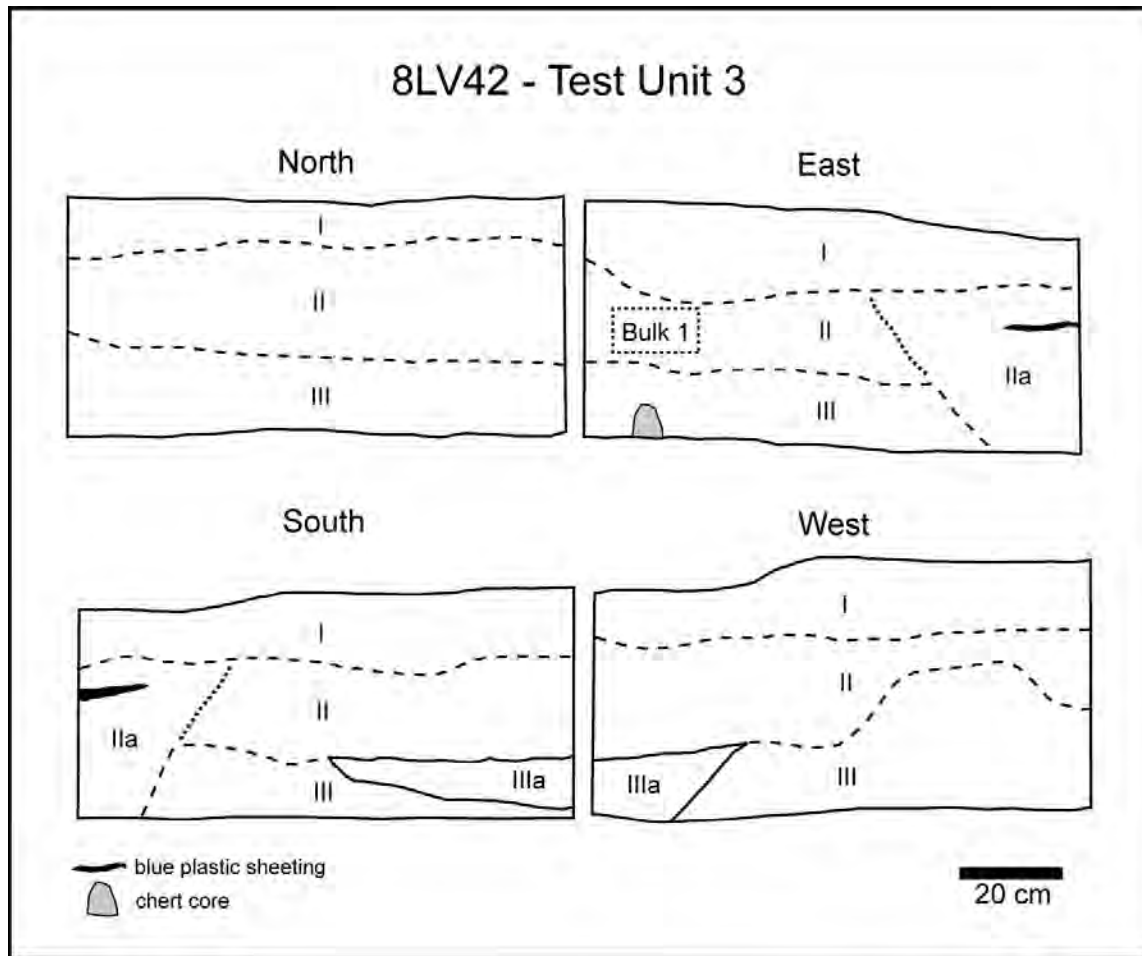 8LV42 - Test Unit 3
North
I
II
III
East
I
Bulk 1
II
IIa
III
South
I
II
IIa
III
IIIa
West
I
II
IIIa
III
blue plastic sheeting
chert core
20 cm